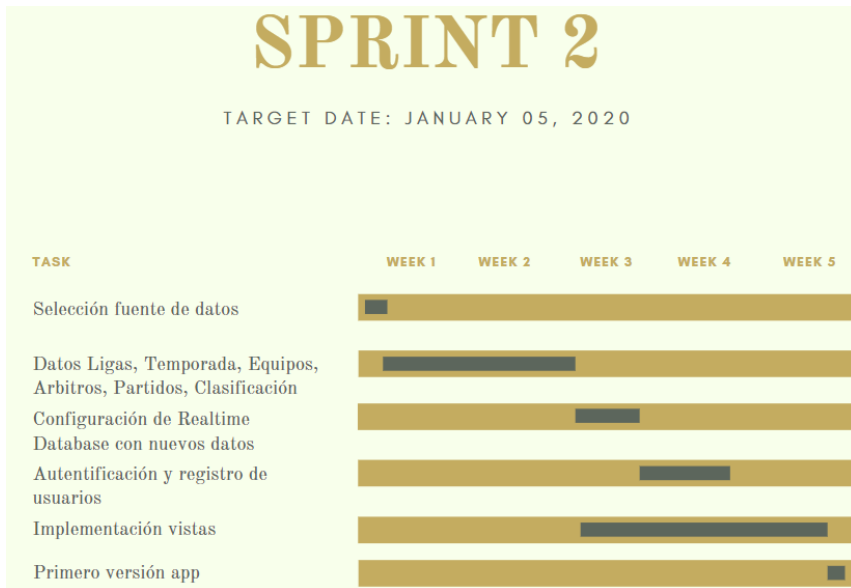 SPRINT 2
TARGET DATE: JANUARY 05, 2020
TASK WEEK 1 WEEK 2 WEEK 3 WEEK 4 WEEK 5
Selección fuente de datos
Datos Ligas, Temporada, Equipos,
Arbitros, Partidos, Clasificación
Configuración de Realtime
Database con nuevos datos
Autentificación y registro de
usuarios
Implementación vistas
Primero versión app